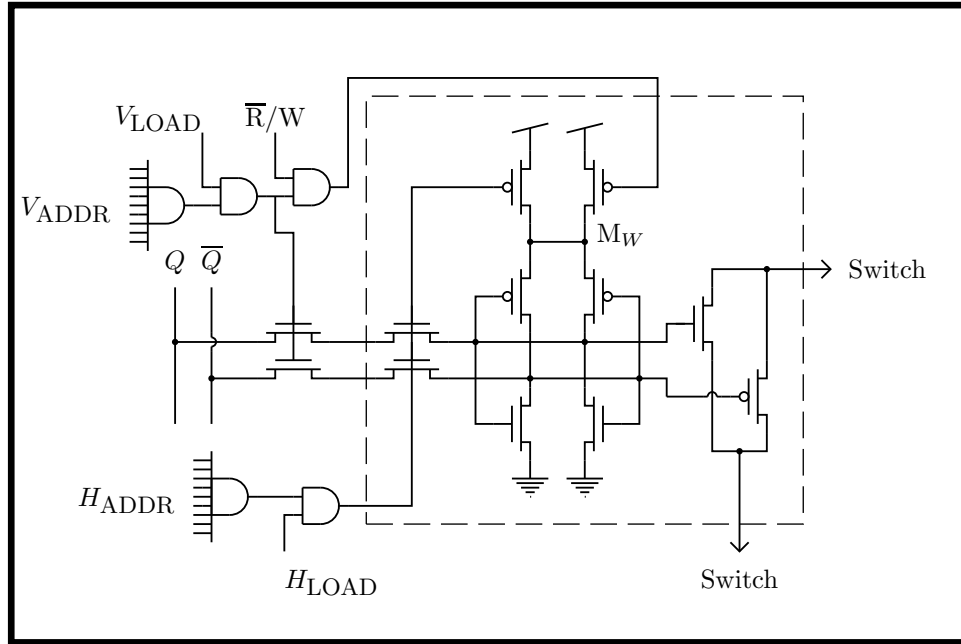 V_LOAD
R̅/W
V_ADDR
Q Q̅
M_W
Switch
H_ADDR
H_LOAD
Switch